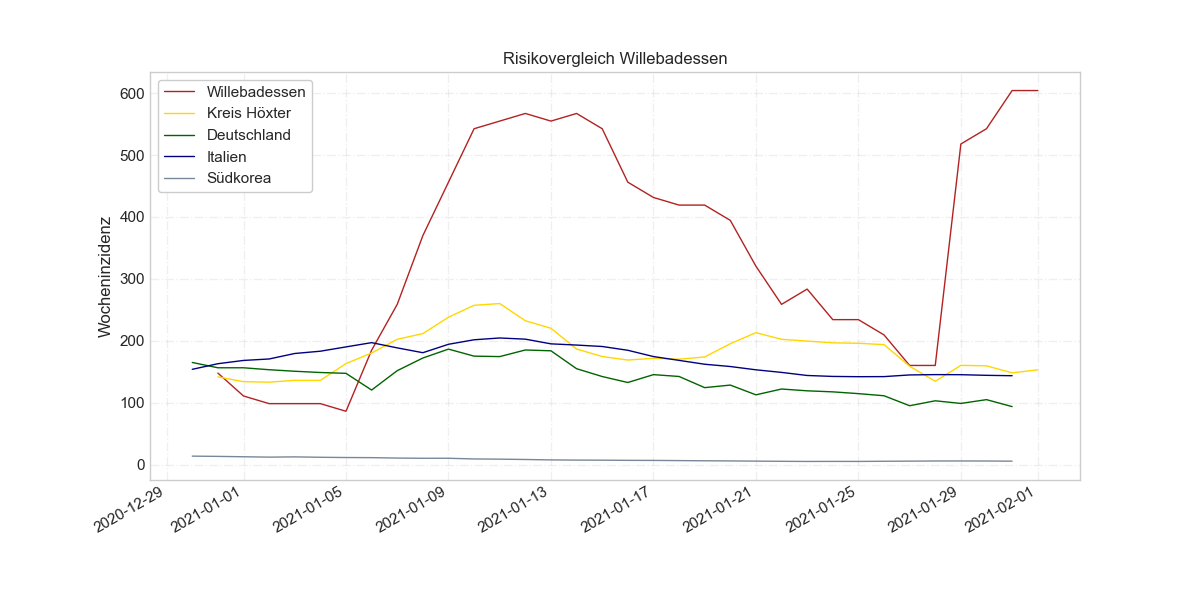 Risikovergleich Willebadessen
Willebadessen
Kreis Höxter
Deutschland
Italien
Südkorea
Wocheninzidenz
600
500
400
300
200
100
0
2020-12-29
2021-01-01
2021-01-05
2021-01-09
2021-01-13
2021-01-17
2021-01-21
2021-01-25
2021-01-29
2021-02-01